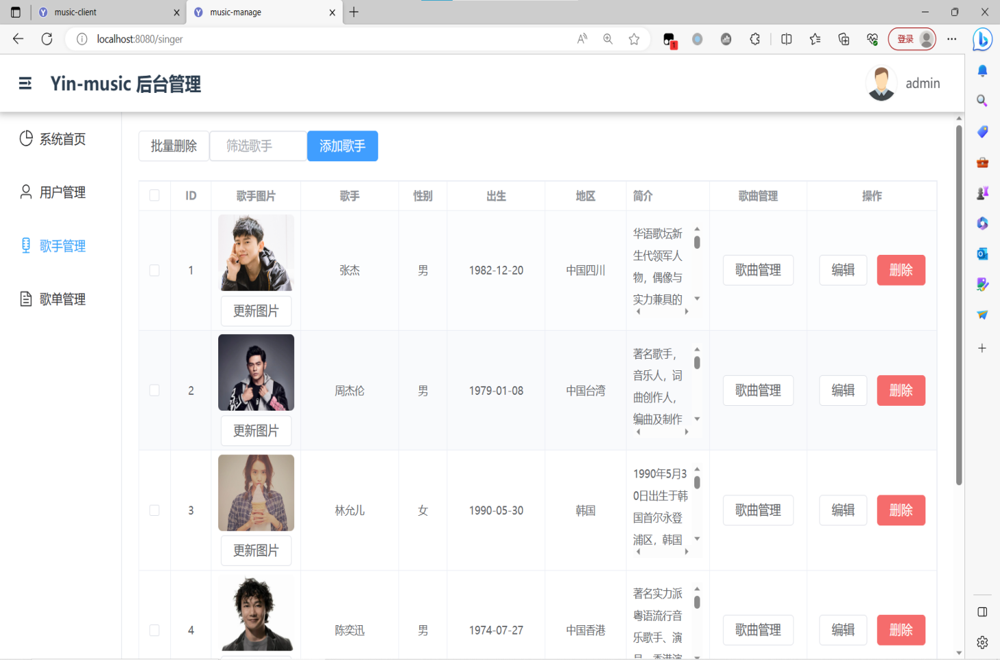 music-client
music-manage
localhost:8080/singer
1
登录
Yin-music 后台管理
admin
系统首页
用户管理
歌手管理
歌单管理
批量删除 筛选歌手 添加歌手
ID 歌手图片 歌手 性别 出生 地区 简介 歌曲管理 操作
1 张杰 男 1982-12-20 中国四川 歌曲管理 编辑 删除
华语歌坛新
生代领军人
物，偶像与
实力兼具的
更新图片
2 周杰伦 男 1979-01-08 中国台湾 歌曲管理 编辑 删除
著名歌手，
音乐人，词
曲创作人，
编曲及制作
更新图片
3 林允儿 女 1990-05-30 韩国 歌曲管理 编辑 删除
1990年5月3
0日出生于韩
国首尔永登
浦区，韩国
更新图片
4 陈奕迅 男 1974-07-27 中国香港 歌曲管理 编辑 删除
著名实力派
粤语流行音
乐歌手、演